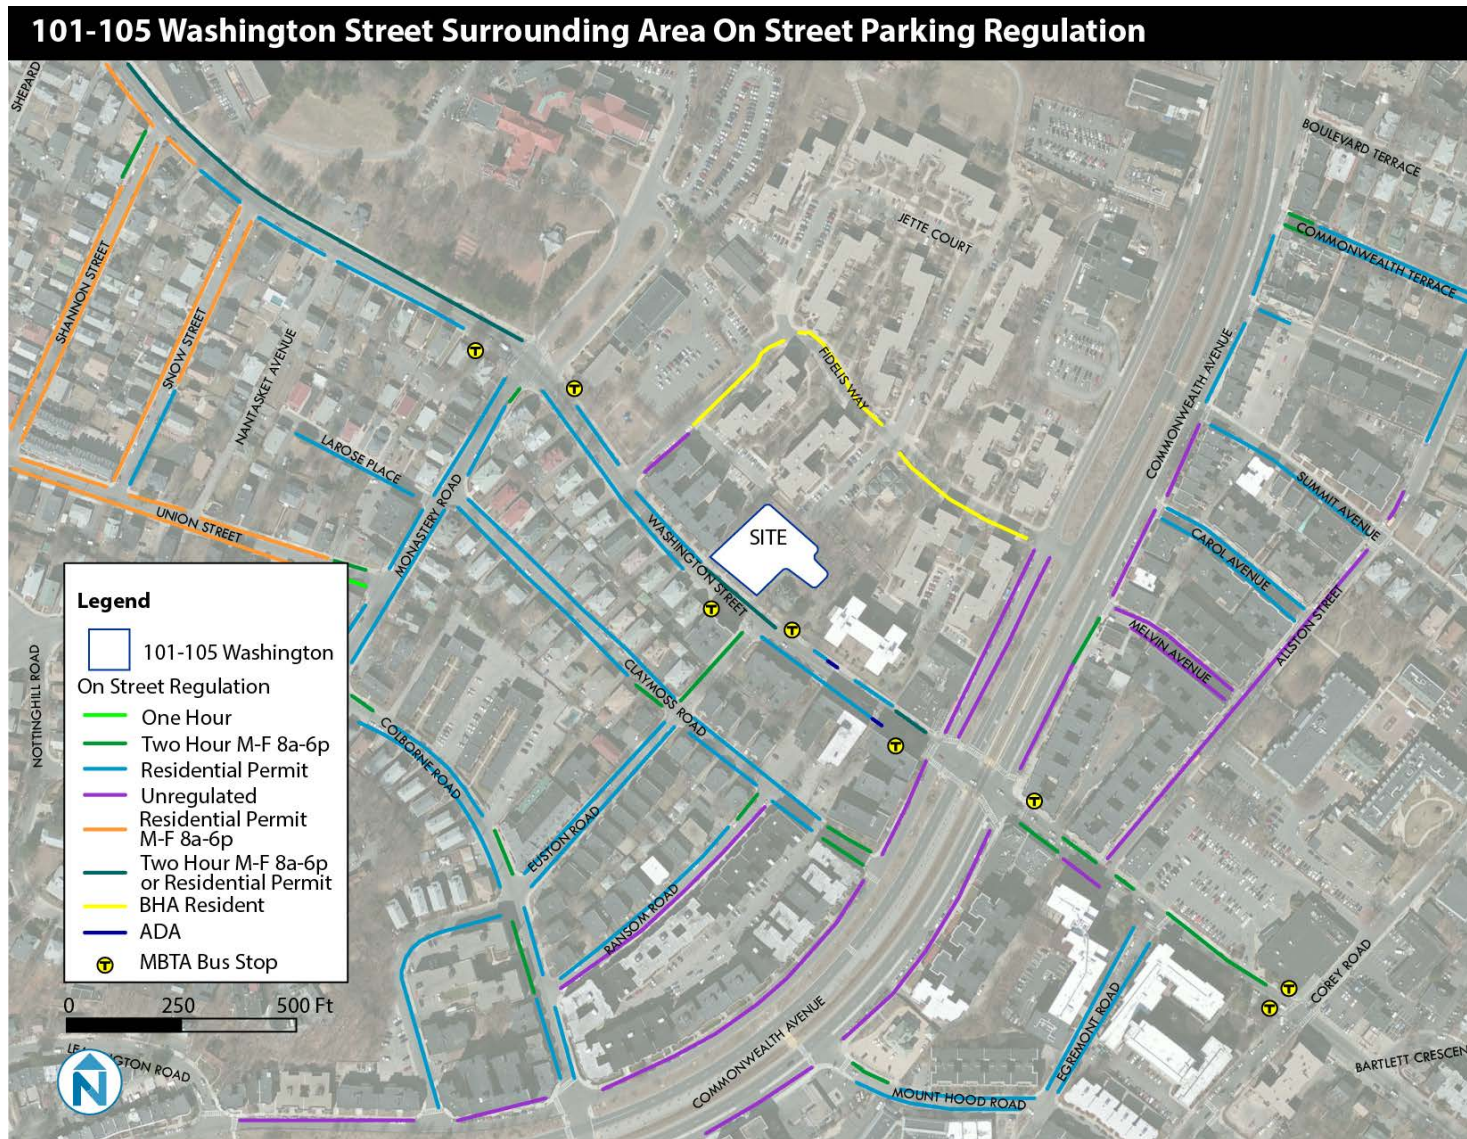 101-105 Washington Street Surrounding Area On Street Parking Regulation
SHEPARD
BOULEVARD TERRACE
JETTE COURT
COMMONWEALTH TERRACE
SHANNON STREET
SNOW STREET
NANTASKET AVENUE
FIDELIS WAY
COMMONWEALTH AVENUE
LAROSE PLACE
MONASTERY ROAD
UNION STREET
SUMMIT AVENUE
WASHINGTON STREET
SITE
CAROL AVENUE
ALLSTON STREET
MELVIN AVENUE
NOTTINGHILL ROAD
CLAYMOSS ROAD
COLBORNE ROAD
EUSTON ROAD
RANSOM ROAD
COREY ROAD
EGREMONT ROAD
COMMONWEALTH AVENUE
MOUNT HOOD ROAD
BARTLETT CRESCEN
Legend
101-105 Washington
On Street Regulation
One Hour
Two Hour M-F 8a-6p
Residential Permit
Unregulated
Residential Permit
M-F 8a-6p
Two Hour M-F 8a-6p
or Residential Permit
BHA Resident
ADA
T MBTA Bus Stop
0 250 500 Ft
N
ROAD
T
T
T
T
T
T
T
T